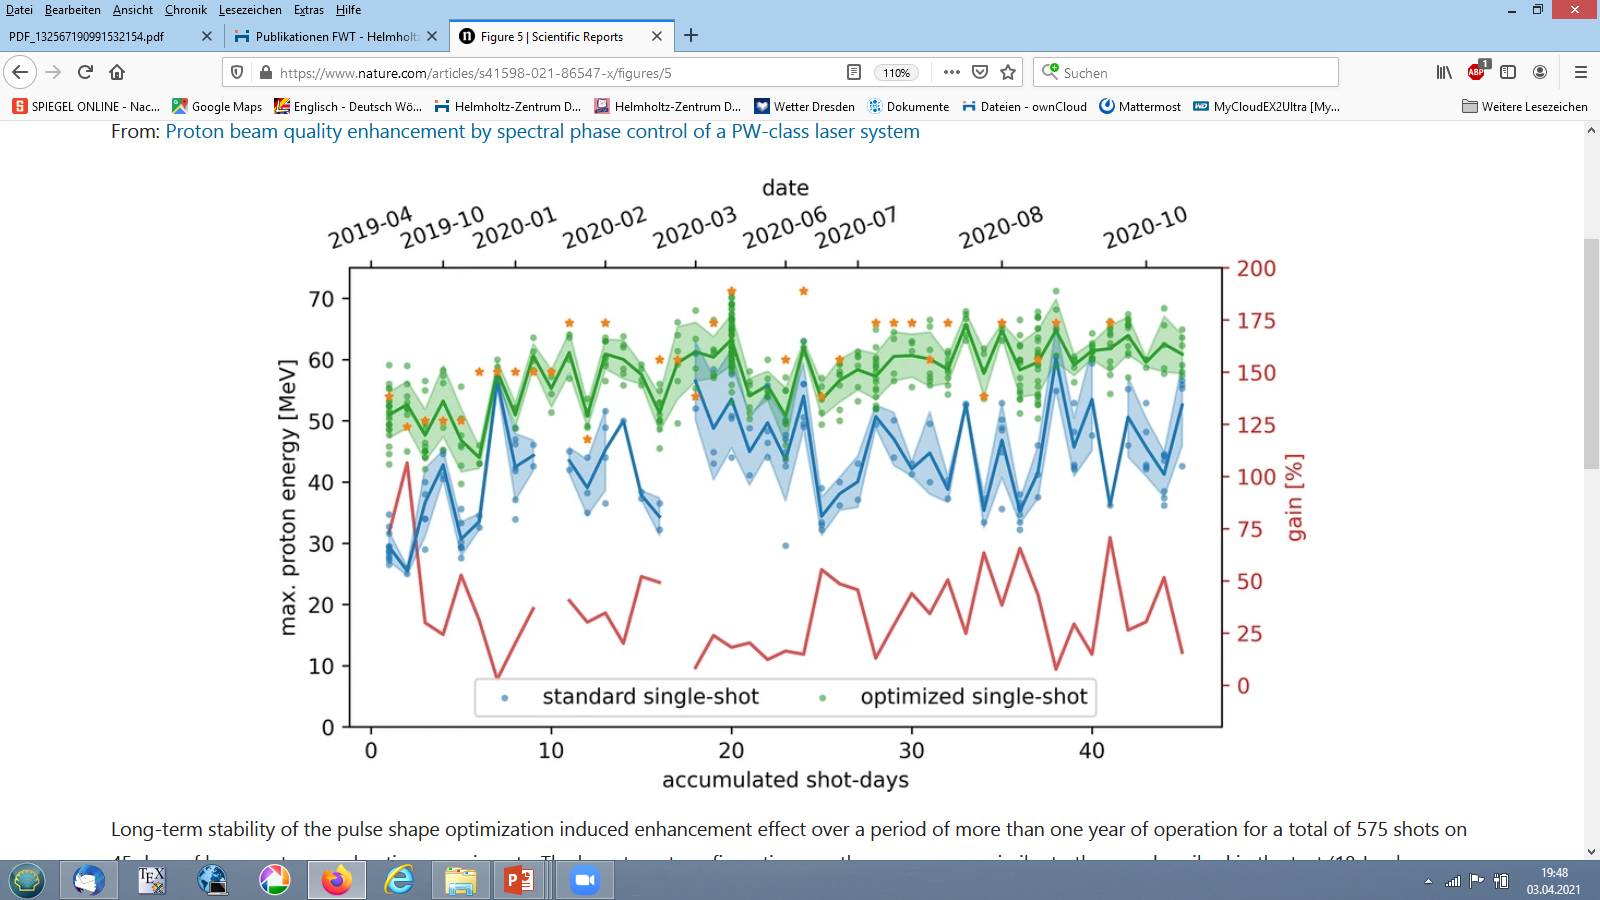 Datei Bearbeiten Ansicht Chronik Lesezeichen Extras Hilfe
PDF_132567190991532154.pdf Publikationen FWT - Helmholtz Figure 5 | Scientific Reports
https://www.nature.com/articles/s41598-021-86547-x/figures/5 110% Suchen ABP 1
SPIEGEL ONLINE - Nac... Google Maps Englisch - Deutsch Wö... Helmholtz-Zentrum D... Helmholtz-Zentrum D... Wetter Dresden Dokumente Dateien - ownCloud Mattermost MyCloudEX2Ultra [My... Weitere Lesezeichen
From: Proton beam quality enhancement by spectral phase control of a PW-class laser system
date
2019-04 2019-10 2020-01 2020-02 2020-03 2020-06 2020-07 2020-08 2020-10
max. proton energy [MeV]
70
60
50
40
30
20
10
0
200
175
150
125
100
75
50
25
0
gain [%]
standard single-shot optimized single-shot
0 10 20 30 40
accumulated shot-days
Long-term stability of the pulse shape optimization induced enhancement effect over a period of more than one year of operation for a total of 575 shots on
19:48
03.04.2021